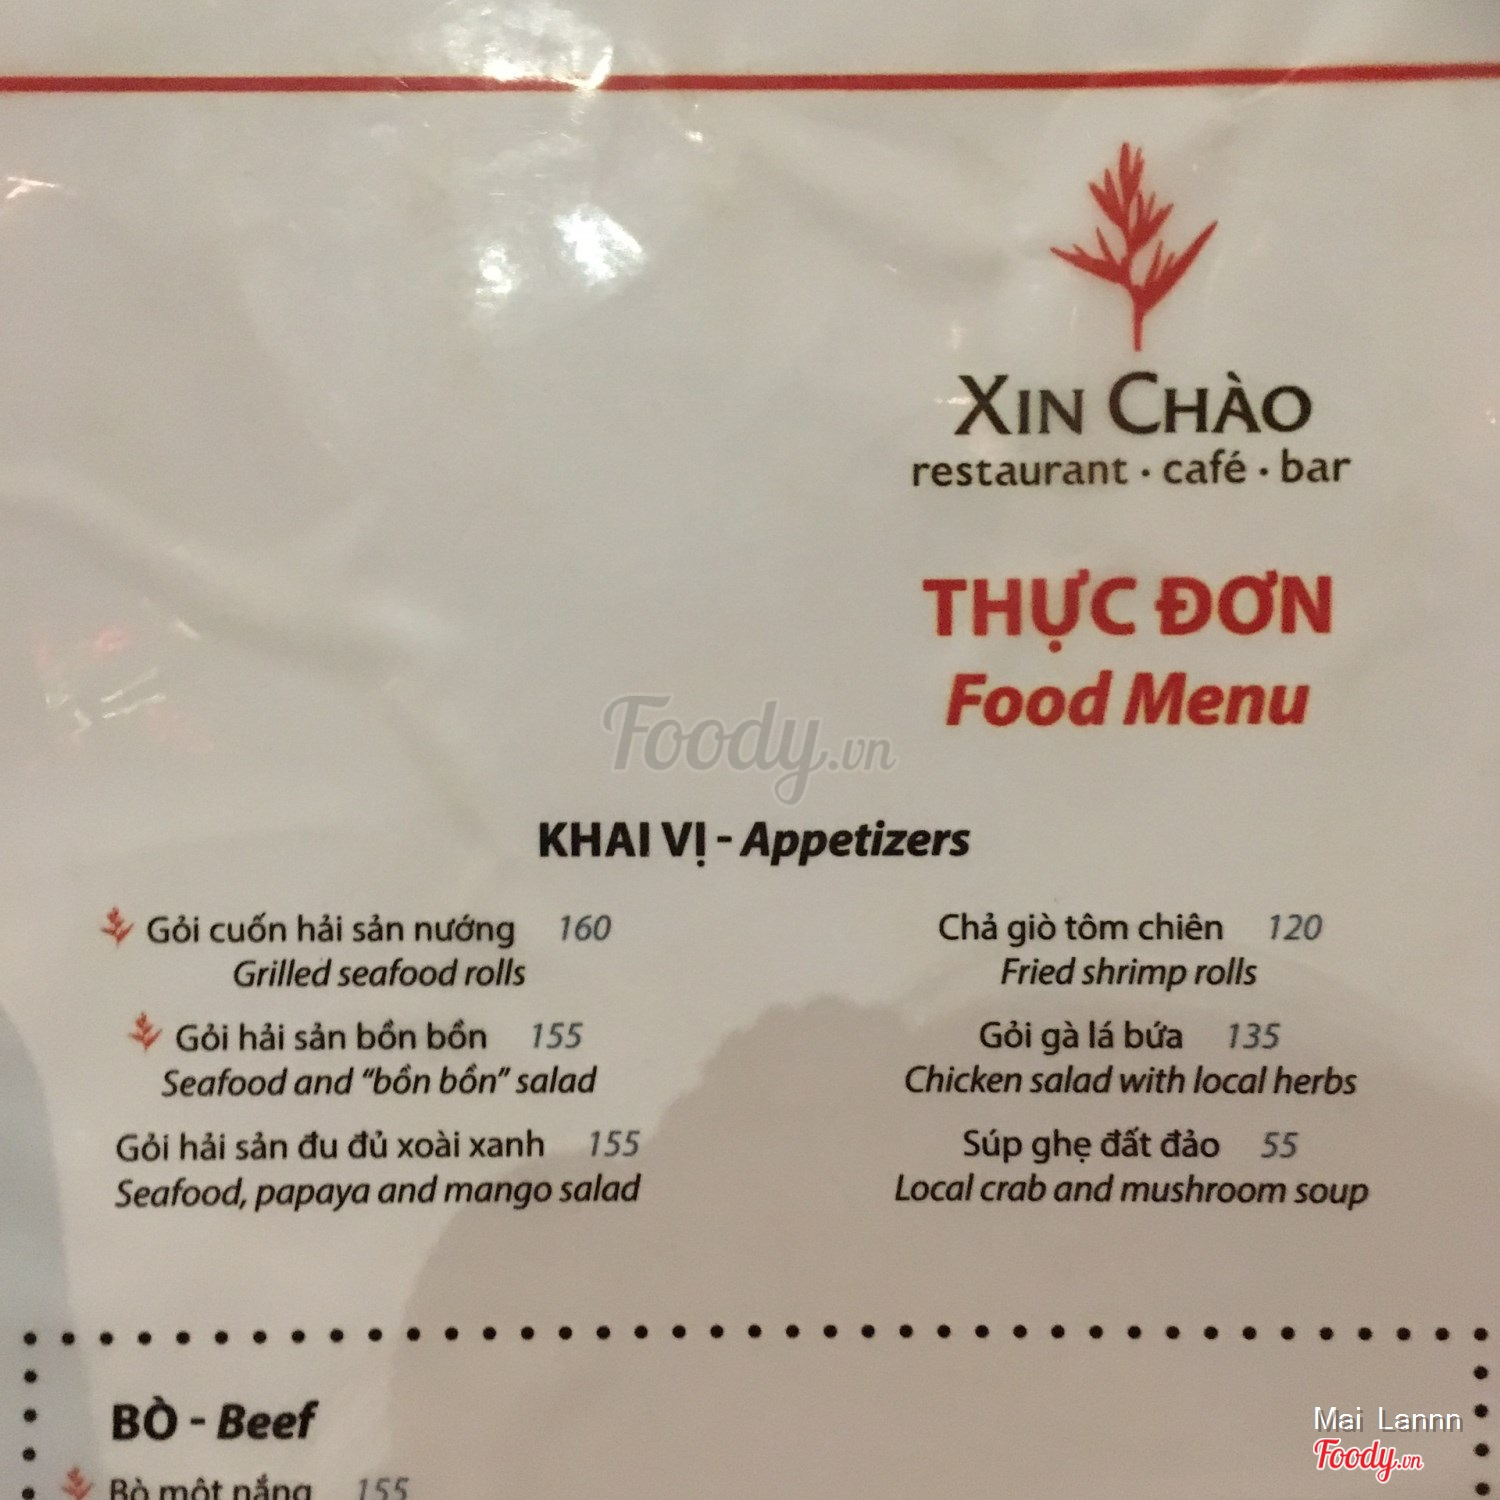 XIN CHÀO
restaurant · café · bar
THỰC ĐƠN
Food Menu
Foody.vn
KHAI VỊ - Appetizers
Gỏi cuốn hải sản nướng 160
Grilled seafood rolls
Gỏi hải sản bồn bồn 155
Seafood and “bồn bồn” salad
Gỏi hải sản đu đủ xoài xanh 155
Seafood, papaya and mango salad
Chả giò tôm chiên 120
Fried shrimp rolls
Gỏi gà lá bứa 135
Chicken salad with local herbs
Súp ghẹ đất đảo 55
Local crab and mushroom soup
BÒ - Beef
Bò một nắng 155
Mai Lannn
Foody.vn